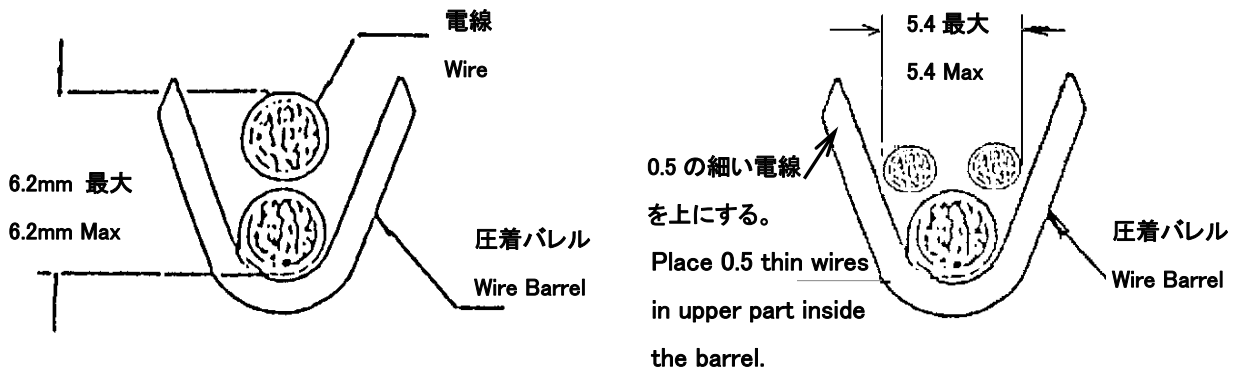 電線
Wire
6.2mm 最大
6.2mm Max
圧着バレル
Wire Barrel
5.4 最大
5.4 Max
0.5 の細い電線
を上にする。
Place 0.5 thin wires
in upper part inside
the barrel.
圧着バレル
Wire Barrel